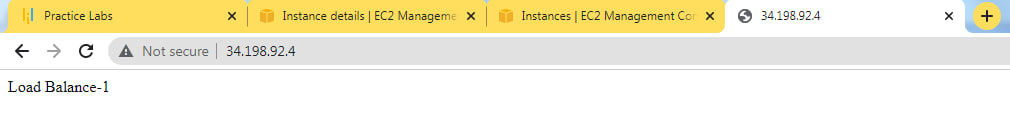 Practice Labs
Instance details | EC2 Manageme
Instances | EC2 Management Con
34.198.92.4
Not secure | 34.198.92.4
Load Balance-1